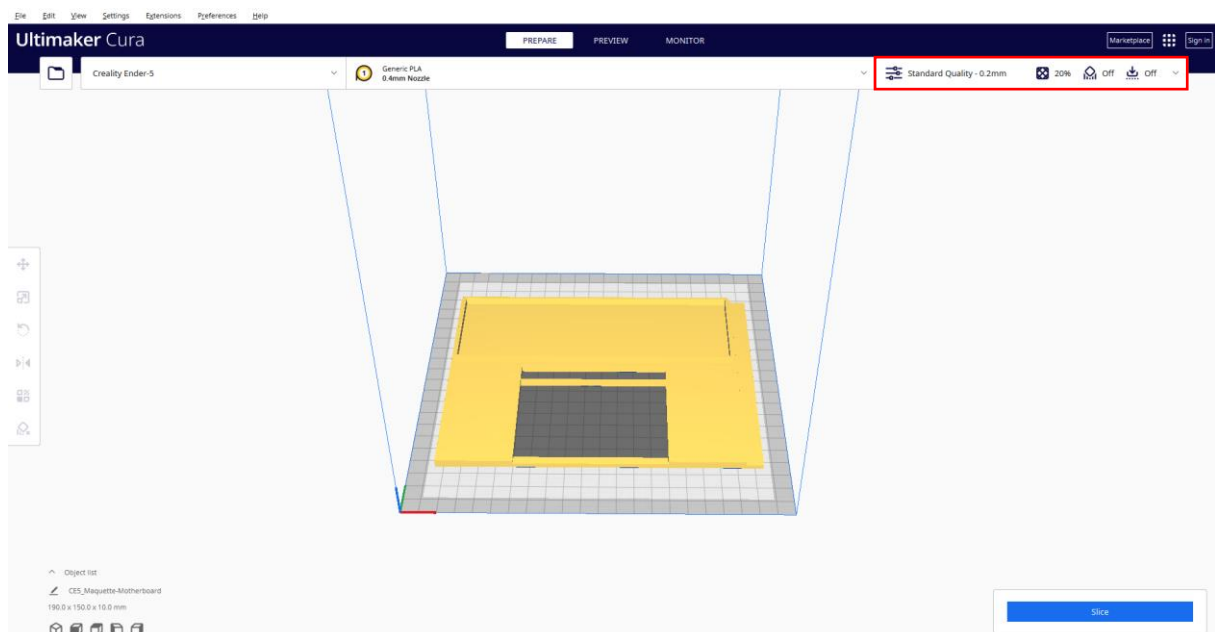 File Edit View Settings Extensions Preferences Help
Ultimaker Cura
PREPARE PREVIEW MONITOR
Marketplace
Sign in
Creality Ender-5
1
Generic PLA
0.4mm Nozzle
Standard Quality - 0.2mm
20%
Off
Off
Object list
CE5_Maquette-Motherboard
190.0 x 150.0 x 10.0 mm
Slice